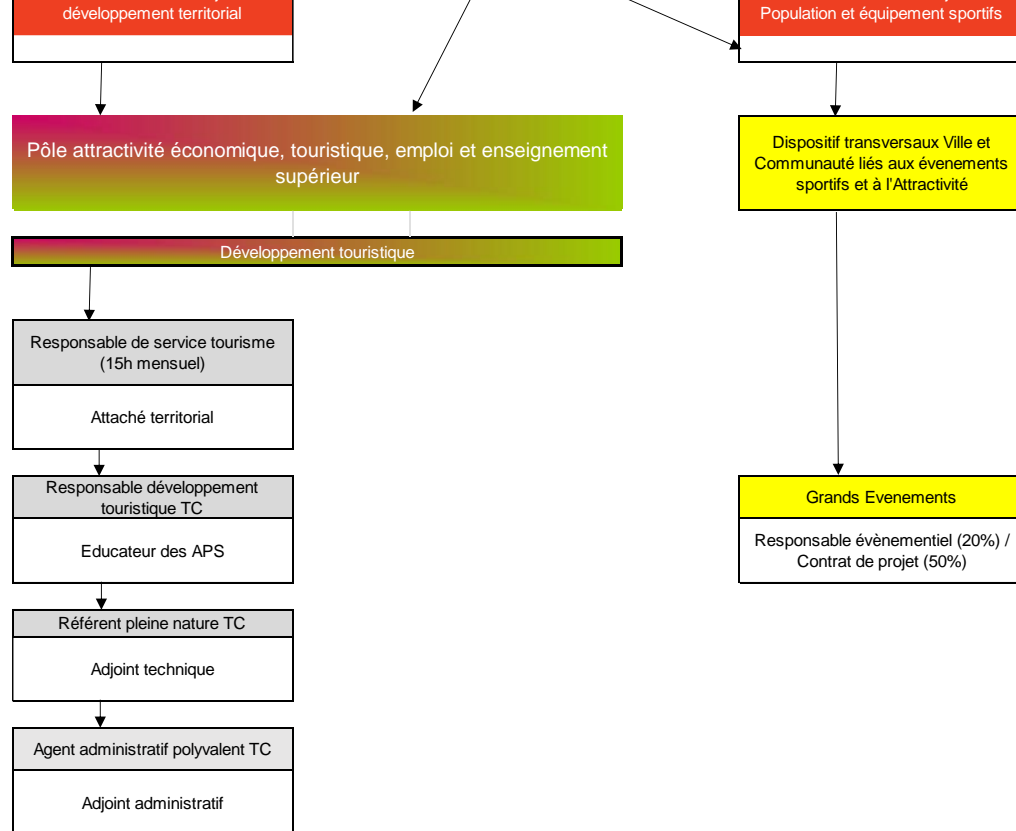 développement territorial
Population et équipement sportifs
Pôle attractivité économique, touristique, emploi et enseignement
supérieur
Dispositif transversaux Ville et
Communauté liés aux évenements
sportifs et à l'Attractivité
Développement touristique
Responsable de service tourisme
(15h mensuel)
Attaché territorial
Responsable développement
touristique TC
Educateur des APS
Grands Evenements
Responsable évènementiel (20%) /
Contrat de projet (50%)
Référent pleine nature TC
Adjoint technique
Agent administratif polyvalent TC
Adjoint administratif